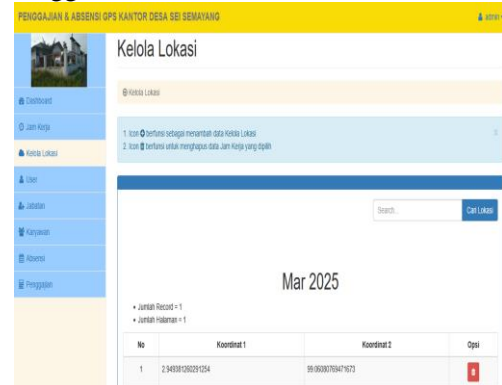 PENGGAJIAN & ABSENSI GPS KANTOR DESA SEI SEMAYANG
admin
Kelola Lokasi
Kelola Lokasi
Dashboard
Jam Kerja
Kelola Lokasi
User
Jabatan
Karyawan
Absensi
Penggajian
1. Icon berfunsi sebagai menambah data Kelola Lokasi
2. Icon berfunsi untuk menghapus data Jam Kerja yang dipilih
Search...
Cari Lokasi
Mar 2025
• Jumlah Record = 1
• Jumlah Halaman = 1
No Koordinat 1 Koordinat 2 Opsi
1 2.949381260291254 99.06080769471673